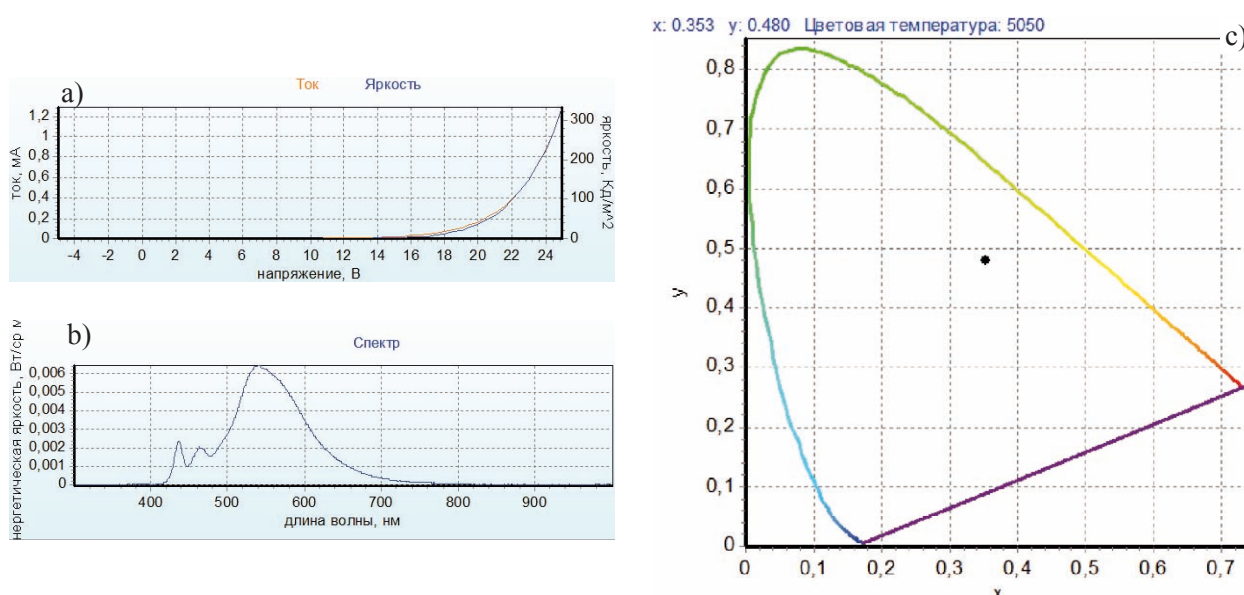 x: 0.353 y: 0.480 Цветовая температура: 5050
c)
a)
Ток Яркость
ток, мА
1,2
1
0,8
0,6
0,4
0,2
0
300
200
100
0
яркость, Кд/м^2
-4 -2 0 2 4 6 8 10 12 14 16 18 20 22 24
напряжение, В
b)
Спектр
нергетическая яркость, Вт/ср м
0,006
0,005
0,004
0,003
0,002
0,001
0
400 500 600 700 800 900
длина волны, нм
y
0,8
0,7
0,6
0,5
0,4
0,3
0,2
0,1
0
0 0,1 0,2 0,3 0,4 0,5 0,6 0,7
x